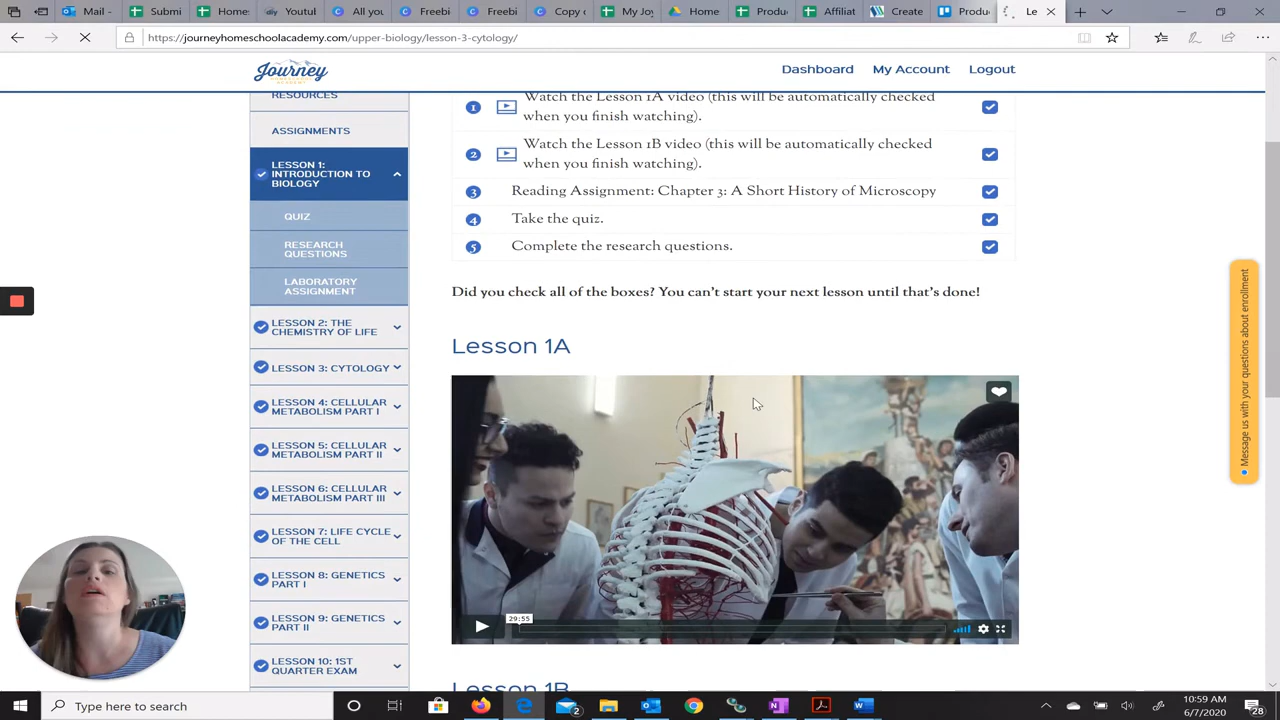 Submi
Home
You
All you
Freebi
Freebi
Copy
My Jo
Home
Produ
Affiliat
Create
Produ
Le
https://journeyhomeschoolacademy.com/upper-biology/lesson-3-cytology/
Journey
Dashboard
My Account
Logout
RESOURCES
ASSIGNMENTS
LESSON 1:
INTRODUCTION TO
BIOLOGY
QUIZ
RESEARCH
QUESTIONS
LABORATORY
ASSIGNMENT
LESSON 2: THE
CHEMISTRY OF LIFE
LESSON 3: CYTOLOGY
LESSON 4: CELLULAR
METABOLISM PART I
LESSON 5: CELLULAR
METABOLISM PART II
LESSON 6: CELLULAR
METABOLISM PART III
LESSON 7: LIFE CYCLE
OF THE CELL
LESSON 8: GENETICS
PART I
LESSON 9: GENETICS
PART II
LESSON 10: 1ST
QUARTER EXAM
1 Watch the Lesson 1A video (this will be automatically checked
when you finish watching).
2 Watch the Lesson 1B video (this will be automatically checked
when you finish watching).
3 Reading Assignment: Chapter 3: A Short History of Microscopy
4 Take the quiz.
5 Complete the research questions.
Did you check all of the boxes? You can't start your next lesson until that's done!
Lesson 1A
29:55
Lesson 1B
Message us with your questions about enrollment
Type here to search
2
10:59 AM
6/7/2020
28